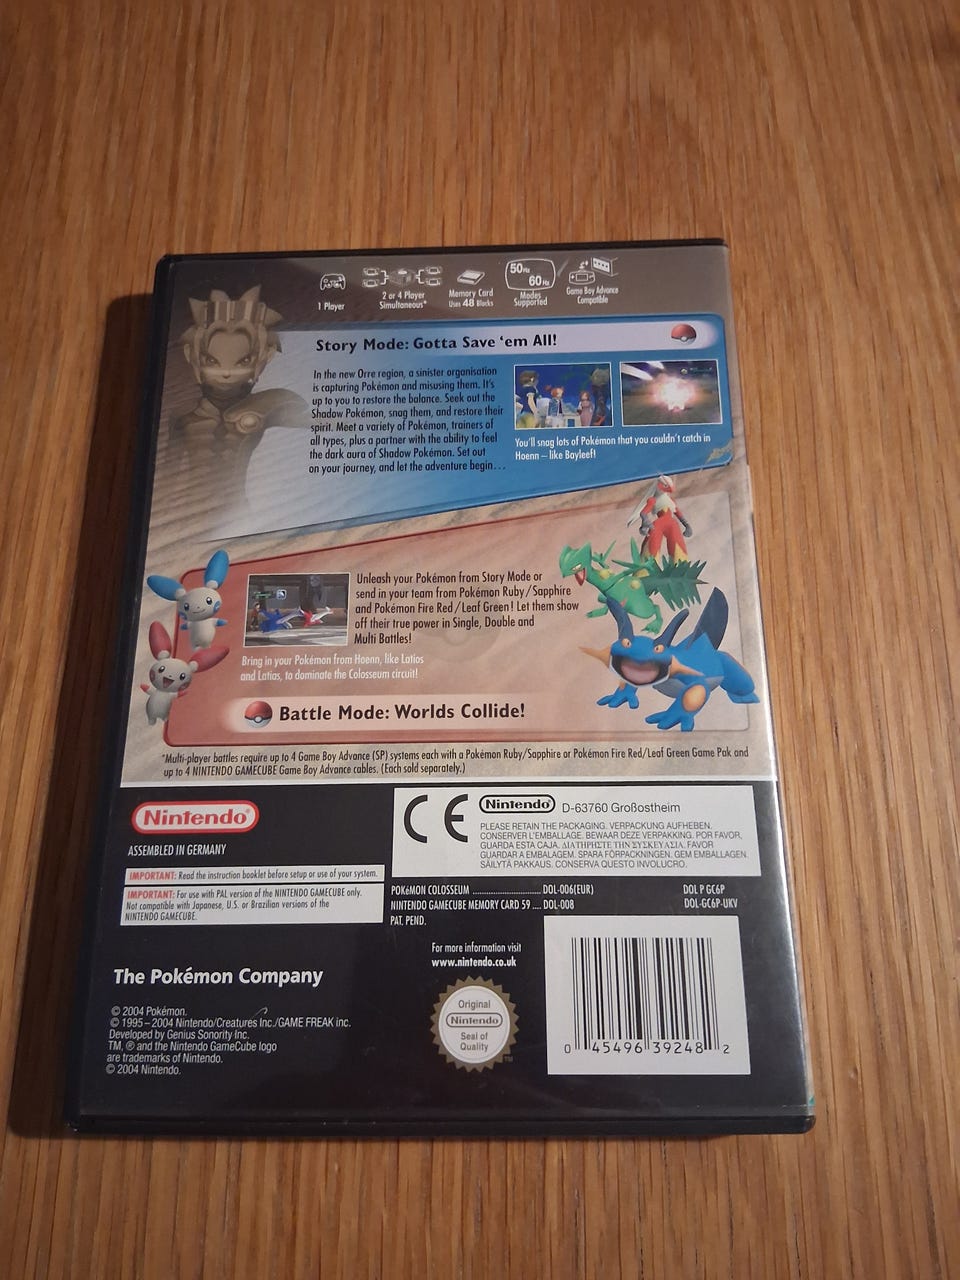 1 Player
2 or 4 Player
Simultaneous*
Memory Card
Uses 48 Blocks
50Hz
60Hz
Modes
Supported
Game Boy Advance
Compatible
Story Mode: Gotta Save ‘em All!
In the new Orre region, a sinister organisation
is capturing Pokémon and misusing them. It’s
up to you to restore the balance. Seek out the
Shadow Pokémon, snag them, and restore their
spirit. Meet a variety of Pokémon, trainers of
all types, plus a partner with the ability to feel
the dark aura of Shadow Pokémon. Set out
on your journey, and let the adventure begin…
You’ll snag lots of Pokémon that you couldn’t catch in
Hoenn – like Bayleef!
Unleash your Pokémon from Story Mode or
send in your team from Pokémon Ruby/Sapphire
and Pokémon Fire Red/Leaf Green! Let them show
off their true power in Single, Double and
Multi Battles!
Bring in your Pokémon from Hoenn, like Latios
and Latias, to dominate the Colosseum circuit!
Battle Mode: Worlds Collide!
*Multi-player battles require up to 4 Game Boy Advance (SP) systems each with a Pokémon Ruby/Sapphire or Pokémon Fire Red/Leaf Green Game Pak and
up to 4 NINTENDO GAMECUBE Game Boy Advance cables. (Each sold separately.)
Nintendo®
ASSEMBLED IN GERMANY
IMPORTANT: Read the instruction booklet before setup or use of your system.
IMPORTANT: For use with PAL version of the NINTENDO GAMECUBE only.
Not compatible with Japanese, U.S. or Brazilian versions of the
NINTENDO GAMECUBE.
CE
Nintendo® D-63760 Großostheim
PLEASE RETAIN THE PACKAGING. VERPACKUNG AUFHEBEN.
CONSERVER L'EMBALLAGE. BEWAAR DEZE VERPAKKING. POR FAVOR,
GUARDA ESTA CAJA. ΔΙΑΤΗΡΗΣΤΕ ΤΗΝ ΣΥΣΚΕΥΑΣΙΑ. FAVOR
GUARDAR A EMBALAGEM. SPARA FÖRPACKNINGEN. GEM EMBALLAGEN.
SÄILYTÄ PAKKAUS. CONSERVA QUESTO INVOLUCRO.
POKéMON COLOSSEUM ........................ DOL-006(EUR) DOL P GC6P
NINTENDO GAMECUBE MEMORY CARD 59 .... DOL-008 DOL-GC6P-UKV
PAT. PEND.
For more information visit
www.nintendo.co.uk
The Pokémon Company
© 2004 Pokémon.
© 1995–2004 Nintendo/Creatures Inc./GAME FREAK inc.
Developed by Genius Sonority Inc.
TM, ® and the Nintendo GameCube logo
are trademarks of Nintendo.
© 2004 Nintendo.
Original
Nintendo®
Seal of
Quality
TM
0 45496 39248 2